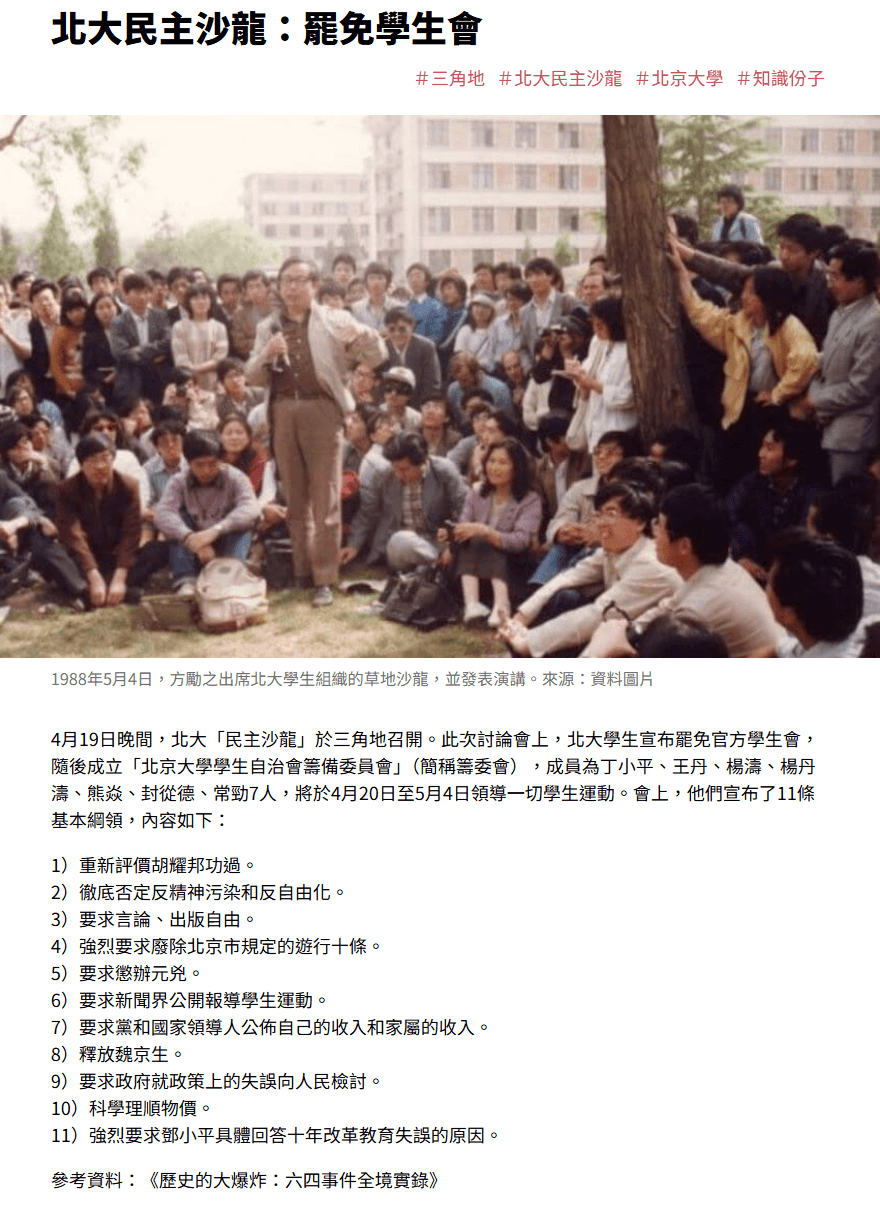 北大民主沙龍：罷免學生會
＃三角地 ＃北大民主沙龍 ＃北京大學 ＃知識份子
1988年5月4日，方勵之出席北大學生組織的草地沙龍，並發表演講。來源：資料圖片
4月19日晚間，北大「民主沙龍」於三角地召開。此次討論會上，北大學生宣布罷免官方學生會，
隨後成立「北京大學學生自治會籌備委員會」（簡稱籌委會），成員為丁小平、王丹、楊濤、楊丹
濤、熊焱、封從德、常勁7人，將於4月20日至5月4日領導一切學生運動。會上，他們宣布了11條
基本綱領，內容如下：
1）重新評價胡耀邦功過。
2）徹底否定反精神污染和反自由化。
3）要求言論、出版自由。
4）強烈要求廢除北京市規定的遊行十條。
5）要求懲辦元兇。
6）要求新聞界公開報導學生運動。
7）要求黨和國家領導人公佈自己的收入和家屬的收入。
8）釋放魏京生。
9）要求政府就政策上的失誤向人民檢討。
10）科學理順物價。
11）強烈要求鄧小平具體回答十年改革教育失誤的原因。
參考資料：《歷史的大爆炸：六四事件全境實錄》